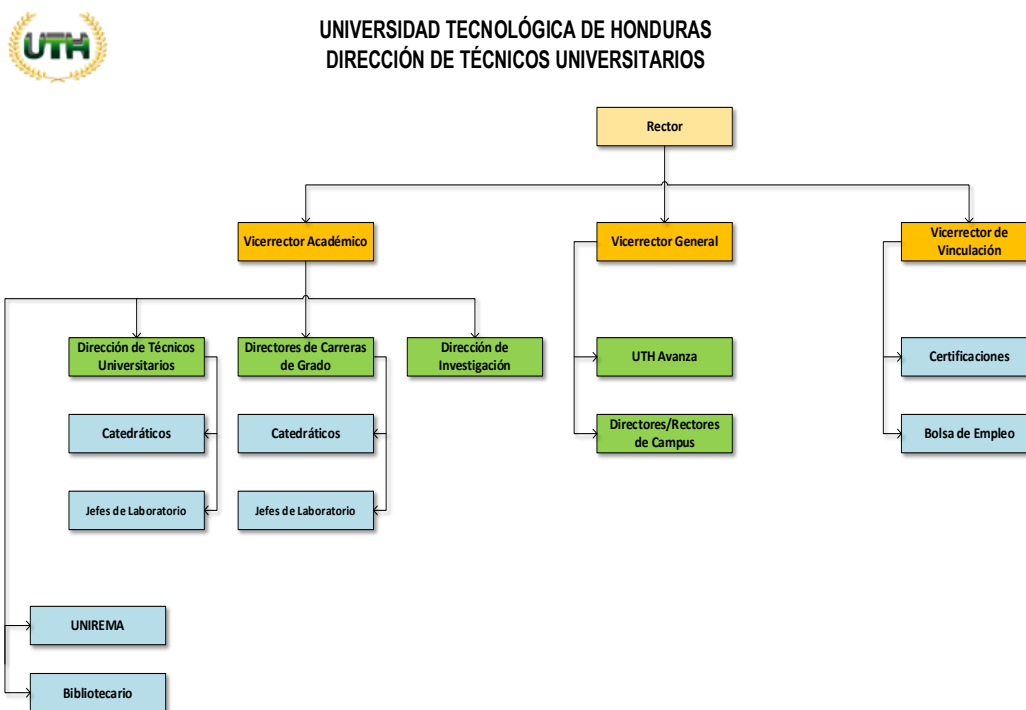 UTH
UNIVERSIDAD TECNOLÓGICA DE HONDURAS
DIRECCIÓN DE TÉCNICOS UNIVERSITARIOS
Rector
Vicerrector Académico
Vicerrector General
Vicerrector de
Vinculación
Dirección de Técnicos
Universitarios
Directores de Carreras
de Grado
Dirección de
Investigación
UTH Avanza
Certificaciones
Catedráticos
Catedráticos
Directores/Rectores
de Campus
Bolsa de Empleo
Jefes de Laboratorio
Jefes de Laboratorio
UNIREMA
Bibliotecario